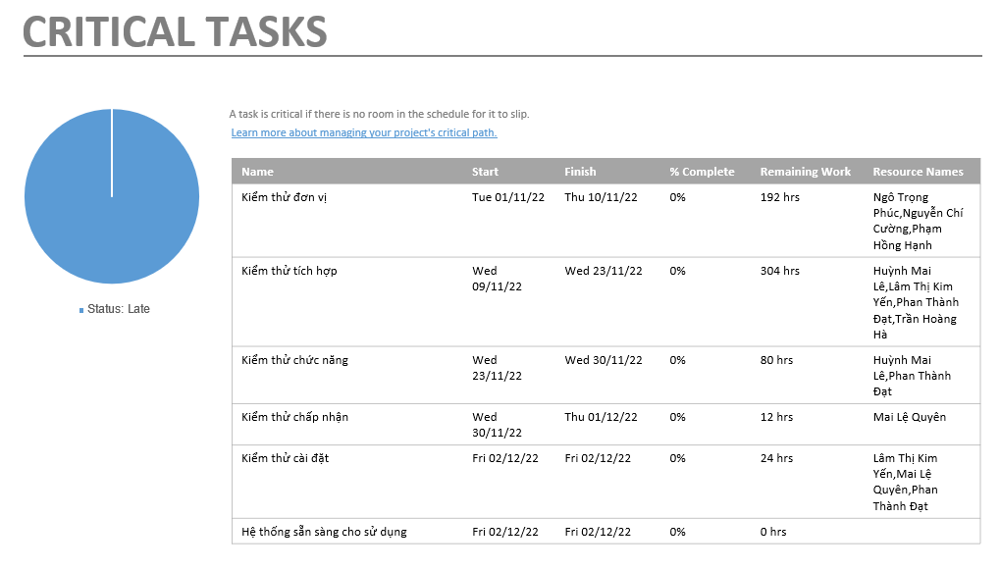 CRITICAL TASKS
A task is critical if there is no room in the schedule for it to slip.
Learn more about managing your project's critical path.
Status: Late
Name Start Finish % Complete Remaining Work Resource Names
Kiểm thử đơn vị Tue 01/11/22 Thu 10/11/22 0% 192 hrs Ngô Trọng
Phúc,Nguyễn Chí
Cường,Phạm
Hồng Hạnh
Kiểm thử tích hợp Wed Wed 23/11/22 0% 304 hrs Huỳnh Mai
09/11/22 Lê,Lâm Thị Kim
Yến,Phan Thành
Đạt,Trần Hoàng
Hà
Kiểm thử chức năng Wed Wed 30/11/22 0% 80 hrs Huỳnh Mai
23/11/22 Lê,Phan Thành
Đạt
Kiểm thử chấp nhận Wed Thu 01/12/22 0% 12 hrs Mai Lệ Quyên
30/11/22
Kiểm thử cài đặt Fri 02/12/22 Fri 02/12/22 0% 24 hrs Lâm Thị Kim
Yến,Mai Lệ
Quyên,Phan
Thành Đạt
Hệ thống sẵn sàng cho sử dụng Fri 02/12/22 Fri 02/12/22 0% 0 hrs